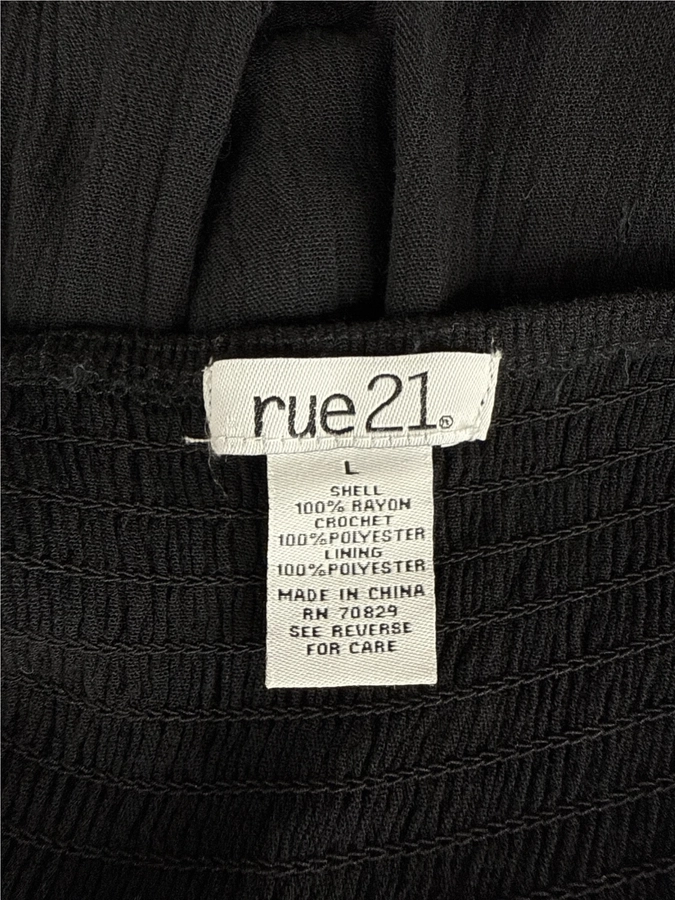 rue21®
L
SHELL
100% RAYON
CROCHET
100%POLYESTER
LINING
100%POLYESTER
MADE IN CHINA
RN 70829
SEE REVERSE
FOR CARE